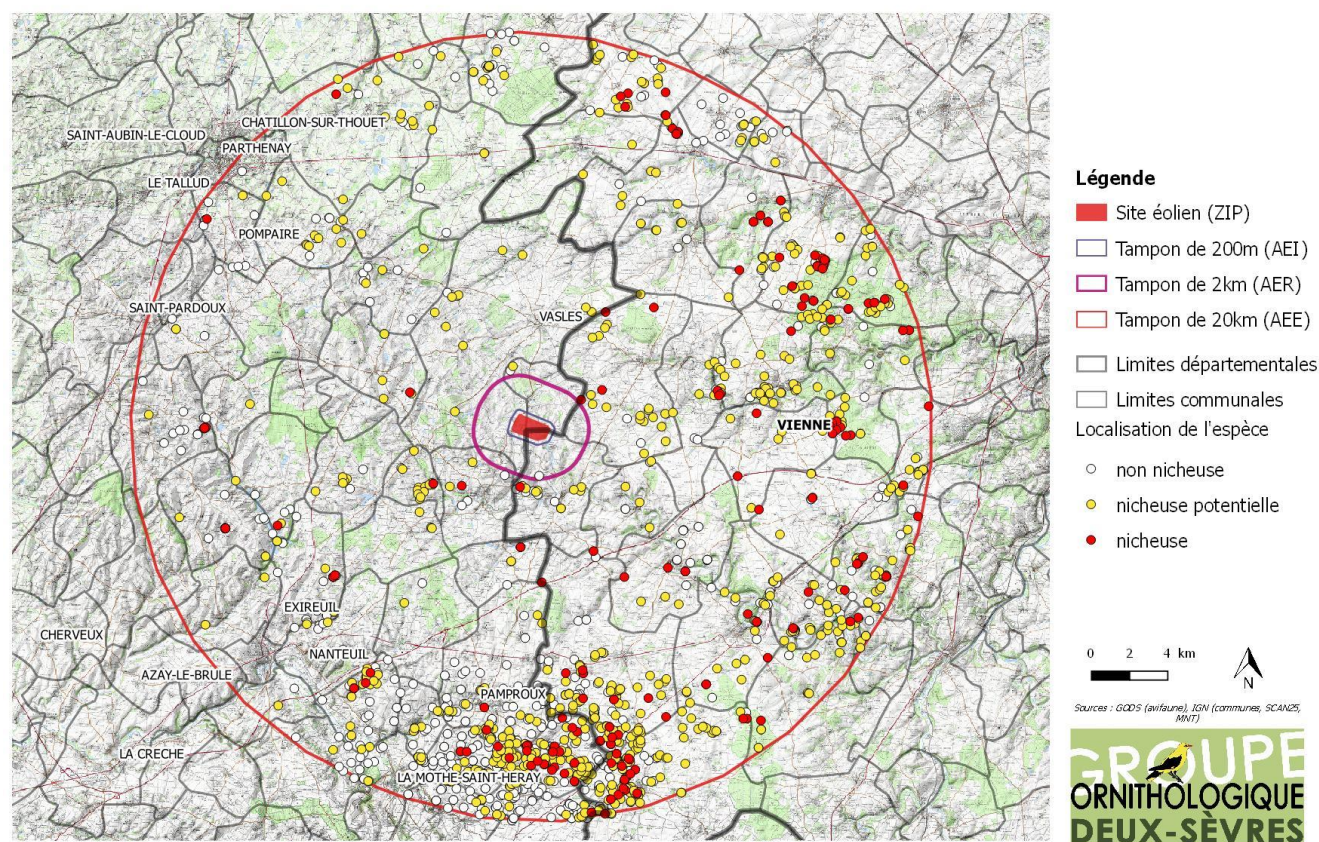 CHATILLON-SUR-THOUET
SAINT-AUBIN-LE-CLOUD
PARTHENAY
LE TALLUD
POMPAIRE
SAINT-PARDOUX
VASLES
VIENNE
EXIREUIL
CHERVEUX
NANTEUIL
AZAY-LE-BRULE
PAMPROUX
LA CRECHE
LA MOTHE-SAINT-HERAY
Légende
Site éolien (ZIP)
Tampon de 200m (AEI)
Tampon de 2km (AER)
Tampon de 20km (AEE)
Limites départementales
Limites communales
Localisation de l'espèce
non nicheuse
nicheuse potentielle
nicheuse
0 2 4 km
N
Sources : GODS (avifaune), IGN (communes, SCAN25,
MNT)
GROUPE
ORNITHOLOGIQUE
DEUX-SÈVRES